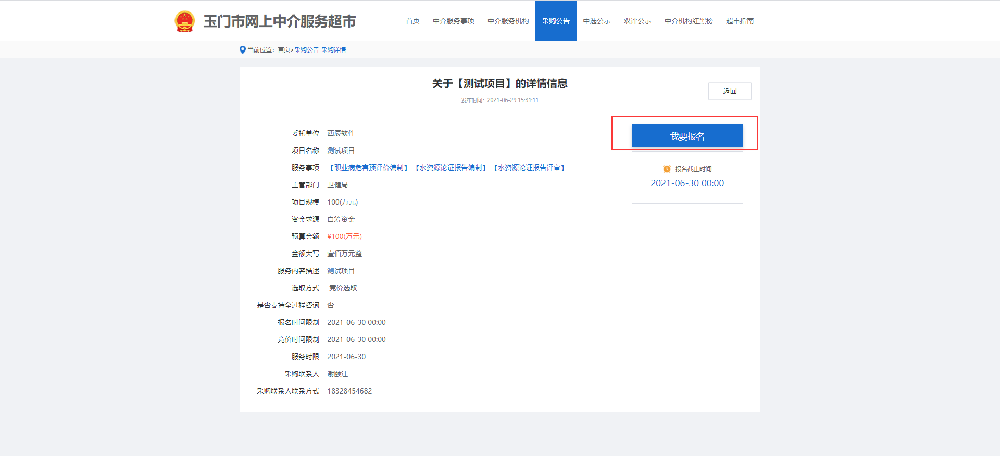 玉门市网上中介服务超市
首页 中介服务事项 中介服务机构 采购公告 中选公示 双评公示 中介机构红黑榜 超市指南
当前位置：首页>采购公告-采购详情
关于【测试项目】的详情信息
返回
发布时间：2021-06-29 15:31:11
我要报名
报名截止时间
2021-06-30 00:00
委托单位 西辰软件
项目名称 测试项目
服务事项 【职业病危害预评价编制】【水资源论证报告编制】【水资源论证报告评审】
主管部门 卫健局
项目规模 100(万元)
资金求源 自筹资金
预算金额 ¥100(万元)
金额大写 壹佰万元整
服务内容描述 测试项目
选取方式 竞价选取
是否支持全过程咨询 否
报名时间限制 2021-06-30 00:00
竞价时间限制 2021-06-30 00:00
服务时限 2021-06-30
采购联系人 谢颐江
采购联系人联系方式 18328454682